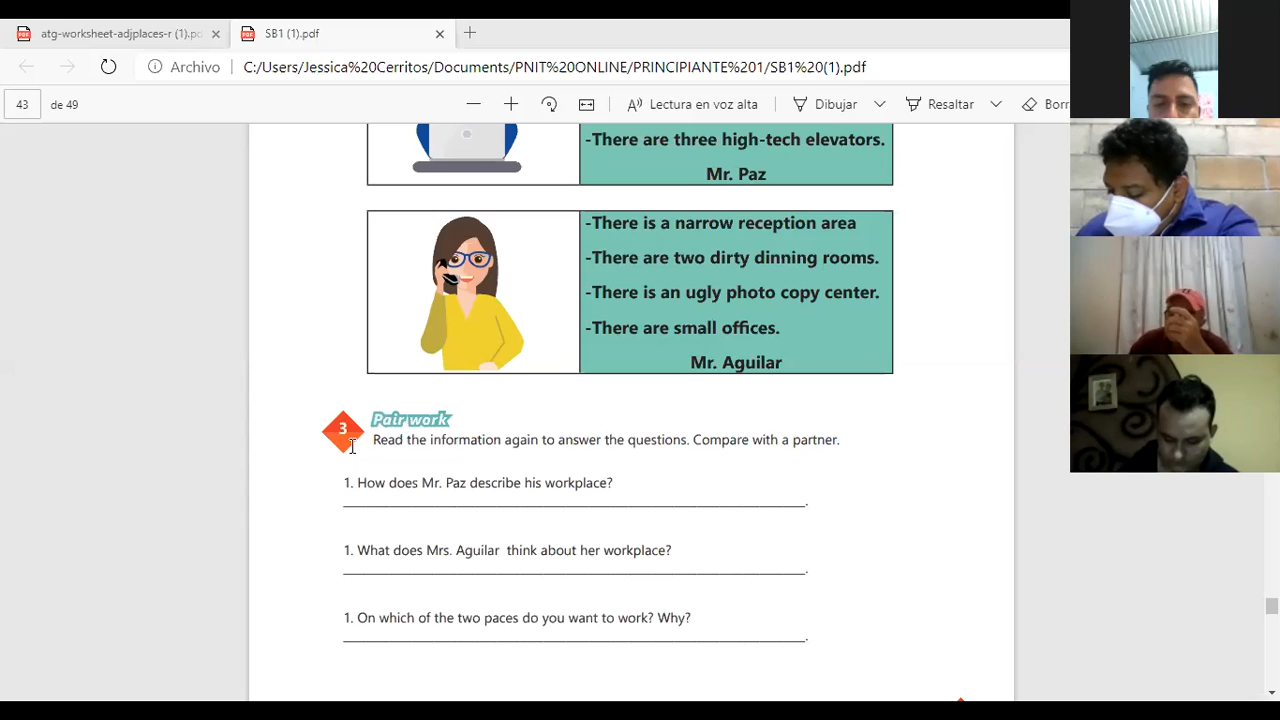 atg-worksheet-adjplaces-r (1).pd
SB1 (1).pdf
Archivo
C:/Users/Jessica%20Cerritos/Documents/PNIT%20ONLINE/PRINCIPIANTE%201/SB1%20(1).pdf
43 de 49
Lectura en voz alta
Dibujar
Resaltar
Borr
-There are three high-tech elevators.
Mr. Paz
-There is a narrow reception area
-There are two dirty dinning rooms.
-There is an ugly photo copy center.
-There are small offices.
Mr. Aguilar
3
Pair work
Read the information again to answer the questions. Compare with a partner.
1. How does Mr. Paz describe his workplace?
1. What does Mrs. Aguilar think about her workplace?
1. On which of the two paces do you want to work? Why?